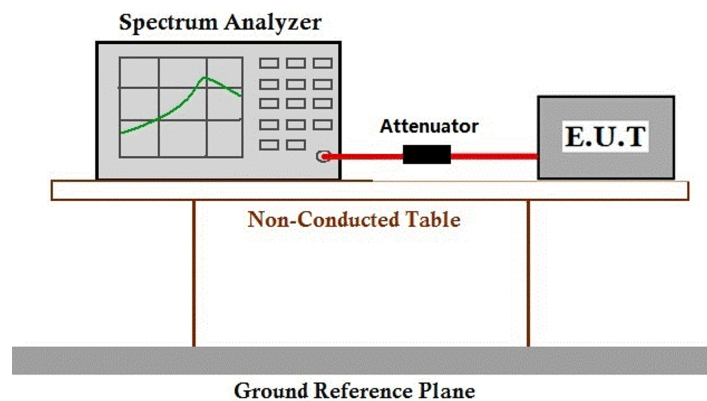 Spectrum Analyzer
Attenuator
E.U.T
Non-Conducted Table
Ground Reference Plane